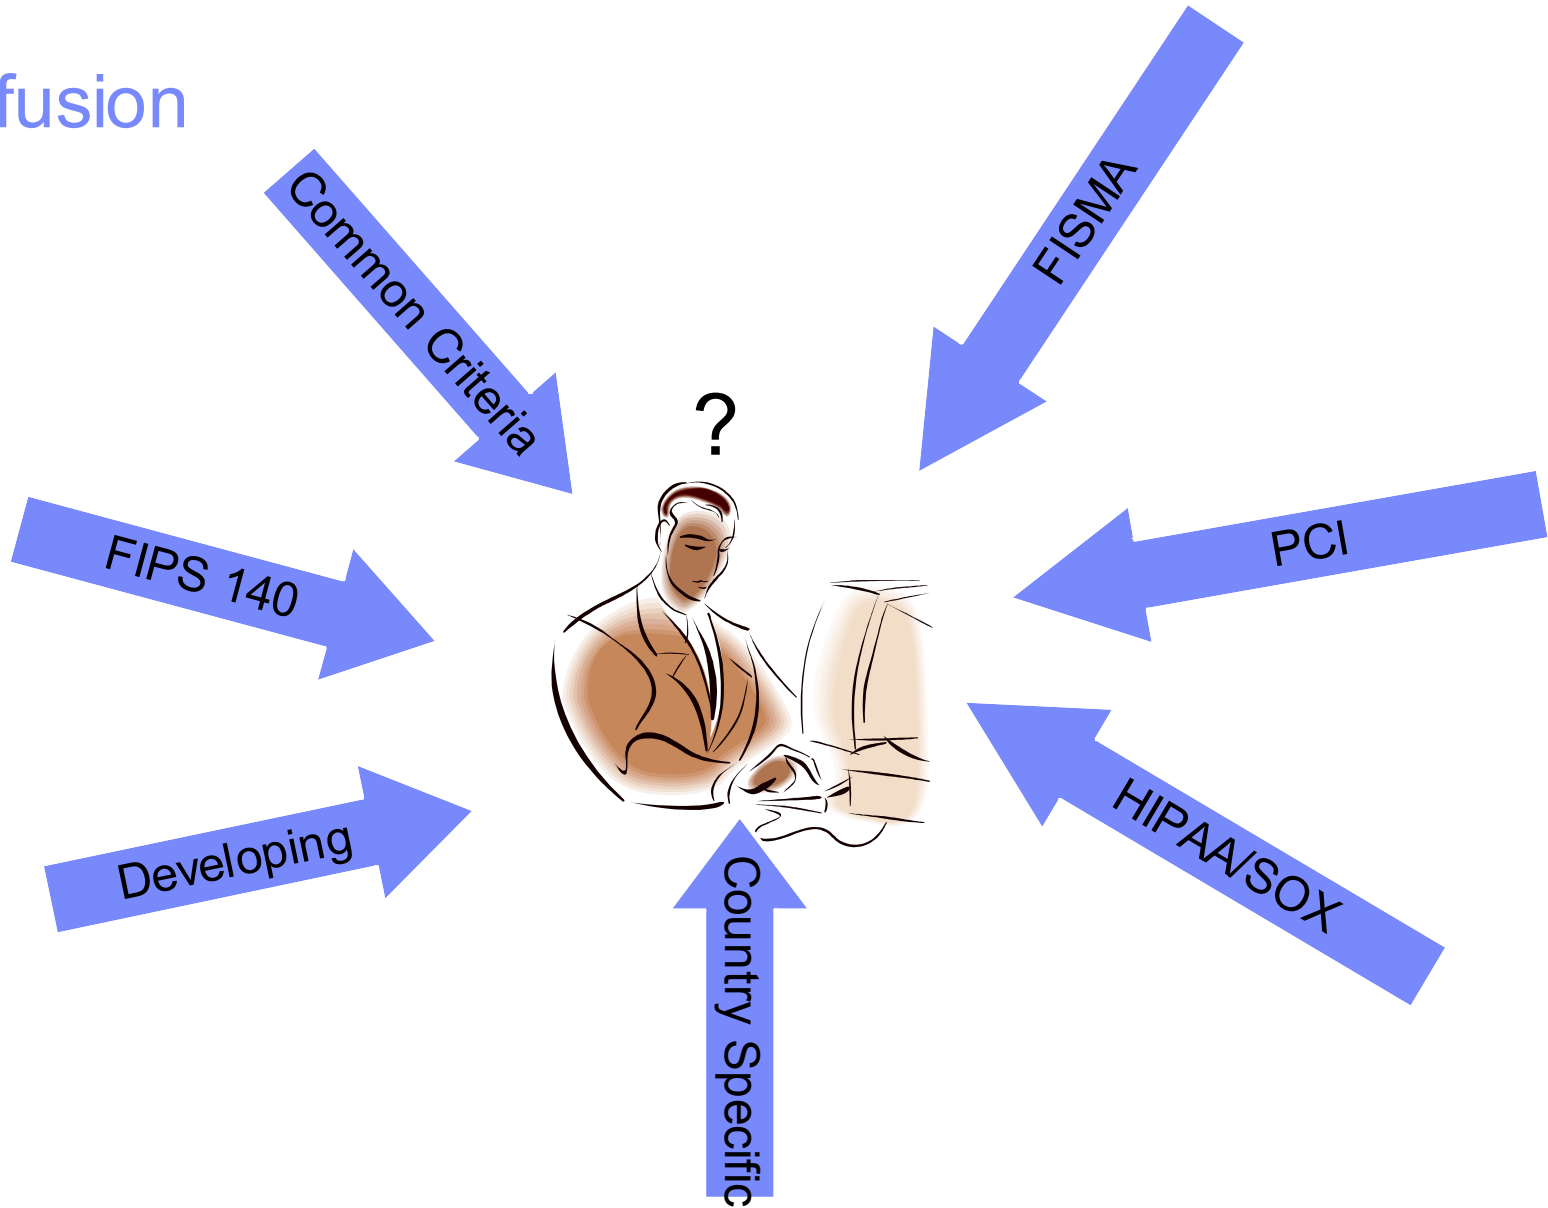 fusion
Common Criteria
FISMA
?
FIPS 140
PCI
Developing
HIPAA/SOX
Country Specific